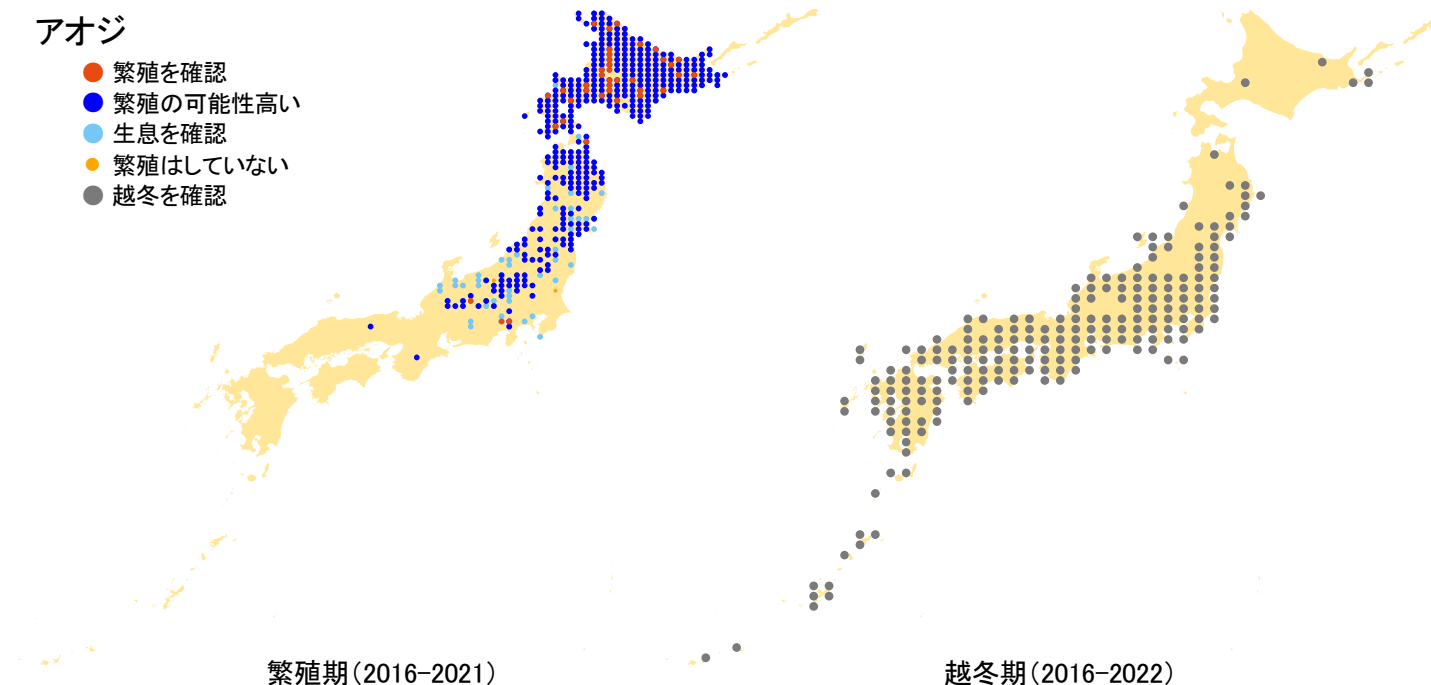 アオジ
繁殖を確認
繁殖の可能性高い
生息を確認
繁殖はしていない
越冬を確認
繁殖期(2016-2021)
越冬期(2016-2022)